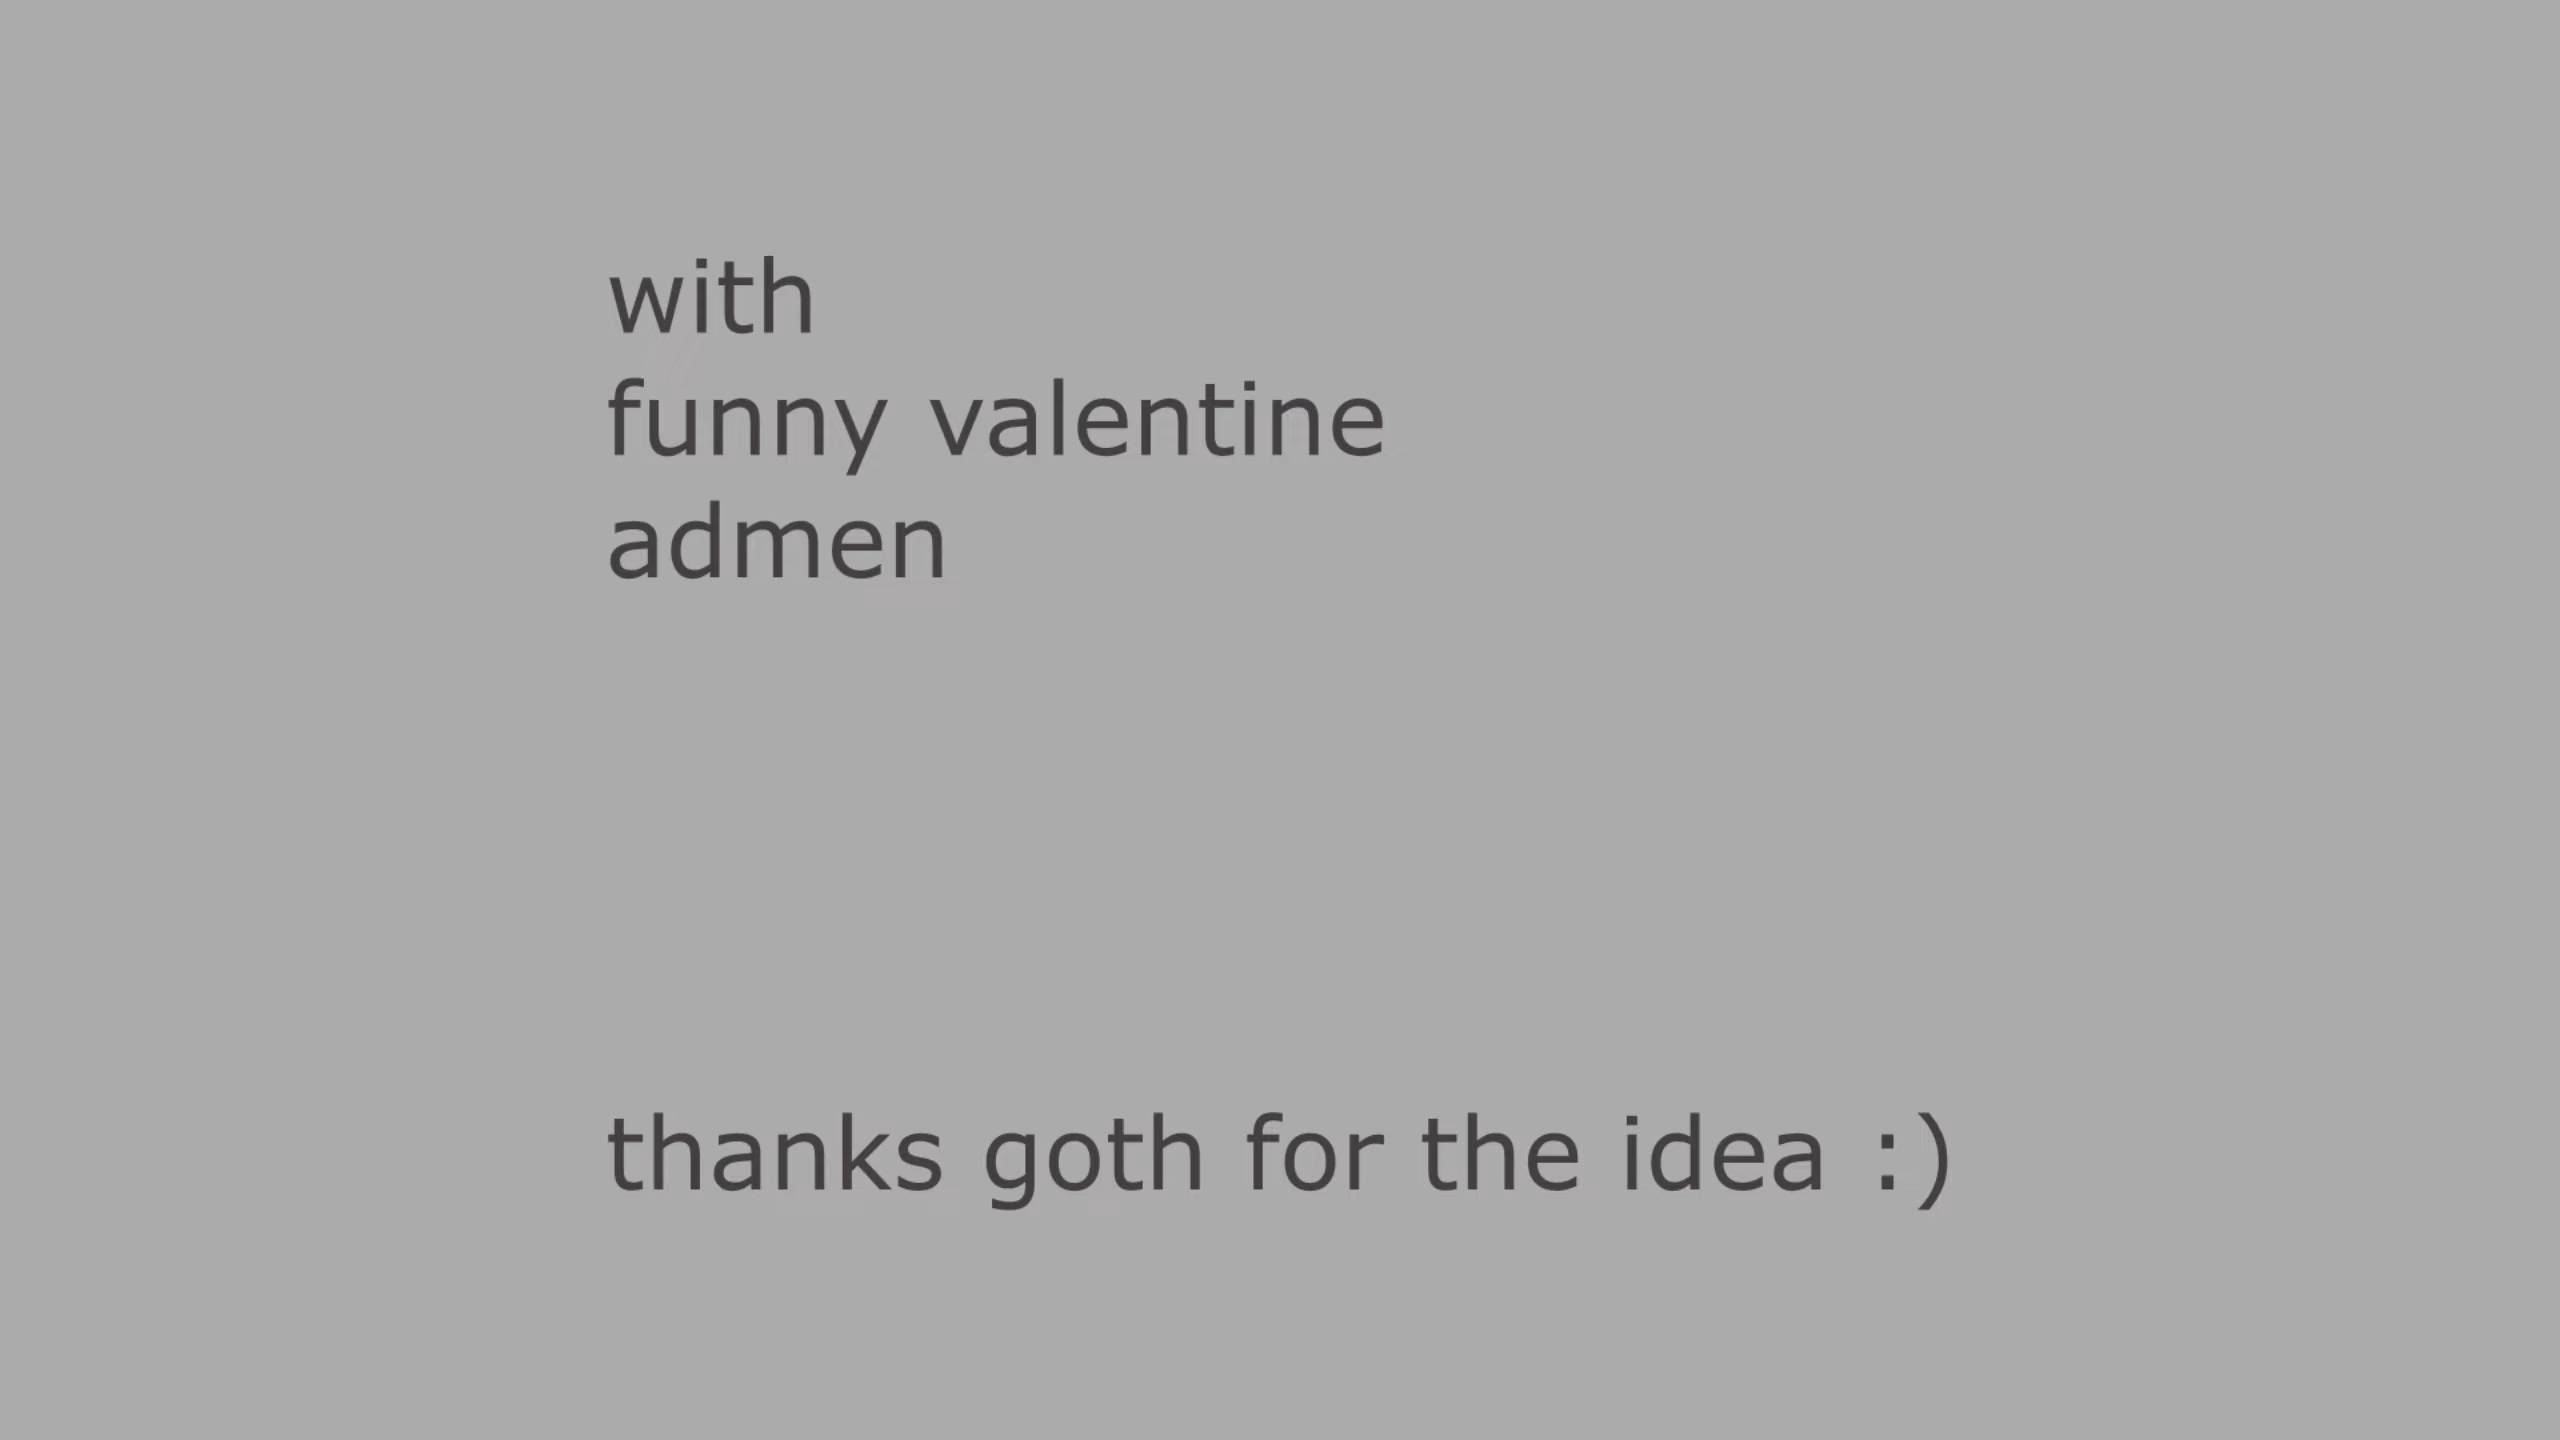 with
funny valentine
admen
thanks goth for the idea :)